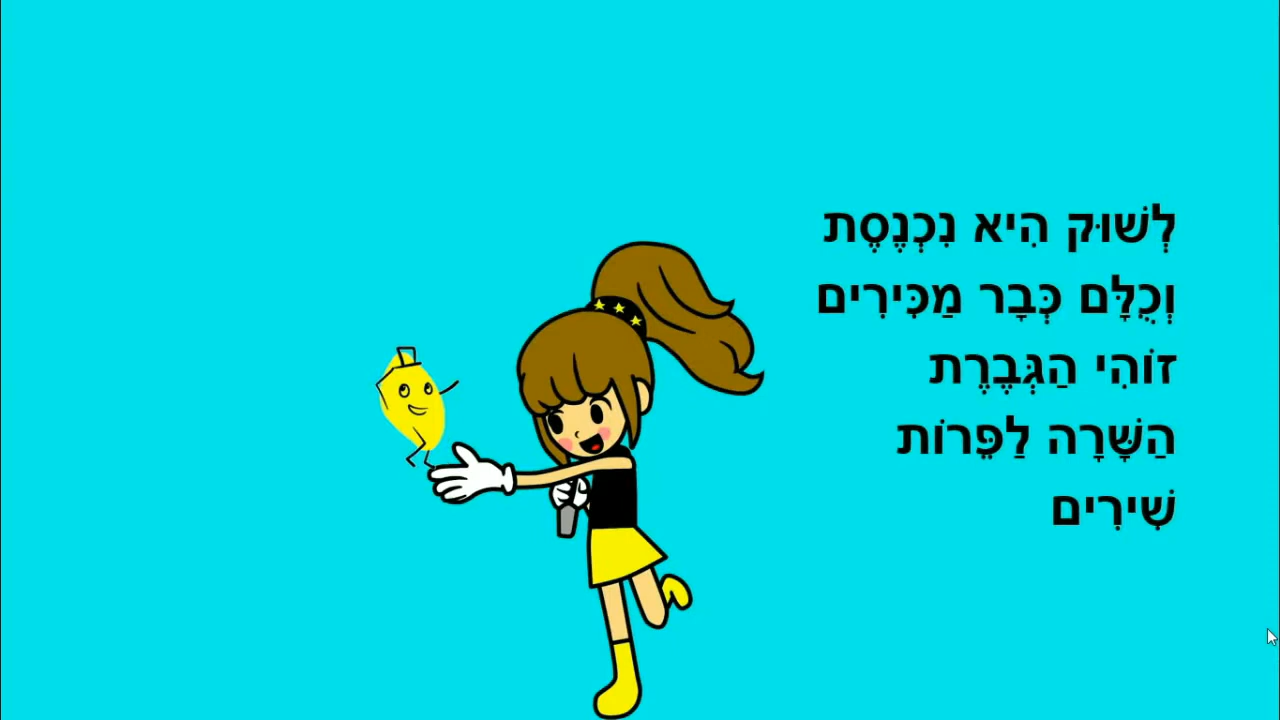 לְשׁוּק הִיא נִכְנֶסֶת
וְכֻלָּם כְּבָר מַכִּירִים
זוֹהִי הַגְּבֶרֶת
הַשָּׁרָה לַפֵּרוֹת
שִׁירִים